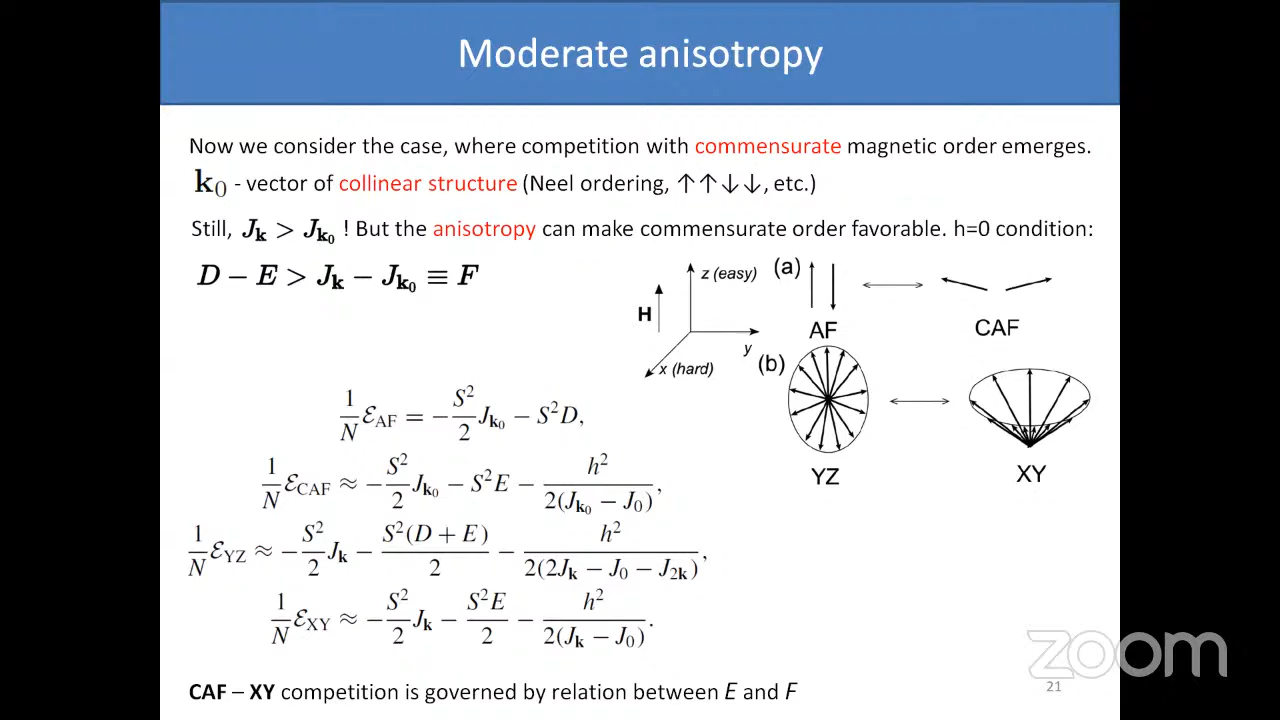 Moderate anisotropy
Now we consider the case, where competition with commensurate magnetic order emerges.
k₀ - vector of collinear structure (Neel ordering, ↑↑↓↓, etc.)
Still, J_k > J_k₀ ! But the anisotropy can make commensurate order favorable. h=0 condition:
D − E > J_k − J_k₀ ≡ F
H
z (easy)
y
x (hard)
(a)
AF
CAF
(b)
YZ
XY
1/N ℰ_AF = − S²/2 J_k₀ − S²D,
1/N ℰ_CAF ≈ − S²/2 J_k₀ − S²E − h²/2(J_k₀ − J₀),
1/N ℰ_YZ ≈ − S²/2 J_k − S²(D + E)/2 − h²/2(2J_k − J₀ − J_2k),
1/N ℰ_XY ≈ − S²/2 J_k − S²E/2 − h²/2(J_k − J₀).
CAF – XY competition is governed by relation between E and F
zoom
21